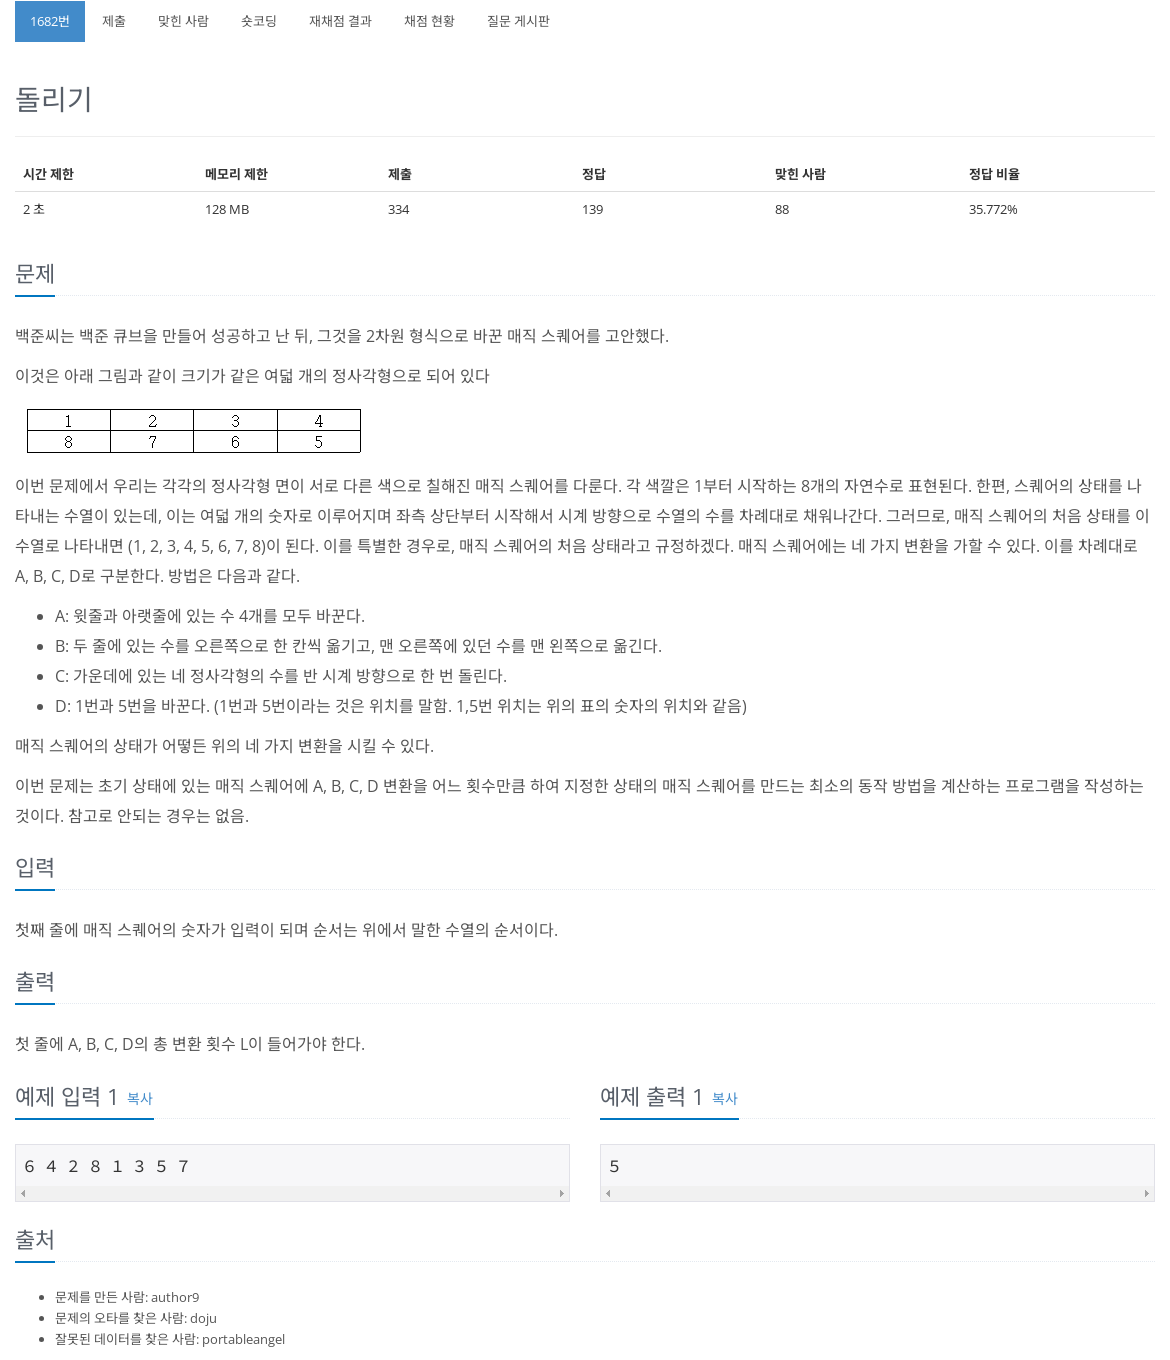 1682번 제출 맞힌 사람 숏코딩 재채점 결과 채점 현황 질문 게시판
돌리기
시간 제한 메모리 제한 제출 정답 맞힌 사람 정답 비율
2 초 128 MB 334 139 88 35.772%
문제
백준씨는 백준 큐브을 만들어 성공하고 난 뒤, 그것을 2차원 형식으로 바꾼 매직 스퀘어를 고안했다.
이것은 아래 그림과 같이 크기가 같은 여덟 개의 정사각형으로 되어 있다
1 2 3 4
8 7 6 5
이번 문제에서 우리는 각각의 정사각형 면이 서로 다른 색으로 칠해진 매직 스퀘어를 다룬다. 각 색깔은 1부터 시작하는 8개의 자연수로 표현된다. 한편, 스퀘어의 상태를 나
타내는 수열이 있는데, 이는 여덟 개의 숫자로 이루어지며 좌측 상단부터 시작해서 시계 방향으로 수열의 수를 차례대로 채워나간다. 그러므로, 매직 스퀘어의 처음 상태를 이
수열로 나타내면 (1, 2, 3, 4, 5, 6, 7, 8)이 된다. 이를 특별한 경우로, 매직 스퀘어의 처음 상태라고 규정하겠다. 매직 스퀘어에는 네 가지 변환을 가할 수 있다. 이를 차례대로
A, B, C, D로 구분한다. 방법은 다음과 같다.
• A: 윗줄과 아랫줄에 있는 수 4개를 모두 바꾼다.
• B: 두 줄에 있는 수를 오른쪽으로 한 칸씩 옮기고, 맨 오른쪽에 있던 수를 맨 왼쪽으로 옮긴다.
• C: 가운데에 있는 네 정사각형의 수를 반 시계 방향으로 한 번 돌린다.
• D: 1번과 5번을 바꾼다. (1번과 5번이라는 것은 위치를 말함. 1,5번 위치는 위의 표의 숫자의 위치와 같음)
매직 스퀘어의 상태가 어떻든 위의 네 가지 변환을 시킬 수 있다.
이번 문제는 초기 상태에 있는 매직 스퀘어에 A, B, C, D 변환을 어느 횟수만큼 하여 지정한 상태의 매직 스퀘어를 만드는 최소의 동작 방법을 계산하는 프로그램을 작성하는
것이다. 참고로 안되는 경우는 없음.
입력
첫째 줄에 매직 스퀘어의 숫자가 입력이 되며 순서는 위에서 말한 수열의 순서이다.
출력
첫 줄에 A, B, C, D의 총 변환 횟수 L이 들어가야 한다.
예제 입력 1 복사 예제 출력 1 복사
6 4 2 8 1 3 5 7 5
출처
• 문제를 만든 사람: author9
• 문제의 오타를 찾은 사람: doju
• 잘못된 데이터를 찾은 사람: portableangel